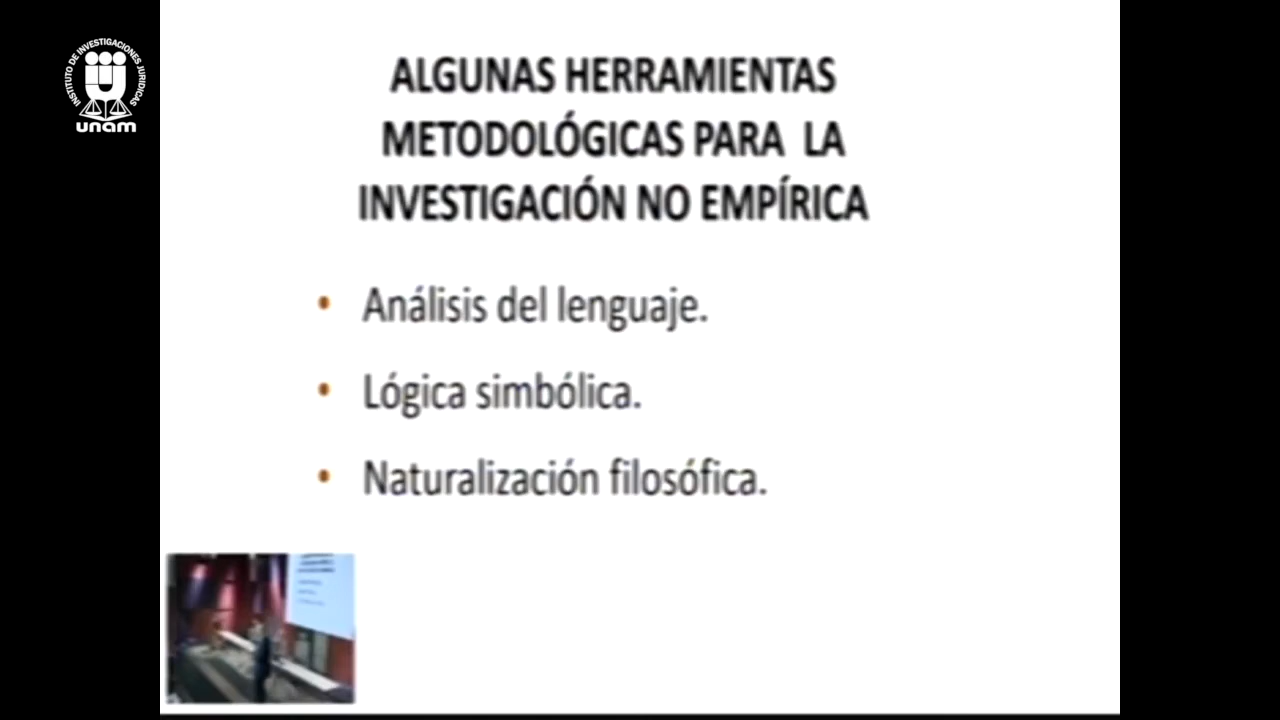 INSTITUTO DE INVESTIGACIONES JURIDICAS
unam
ALGUNAS HERRAMIENTAS
METODOLÓGICAS PARA LA
INVESTIGACIÓN NO EMPÍRICA
• Análisis del lenguaje.
• Lógica simbólica.
• Naturalización filosófica.